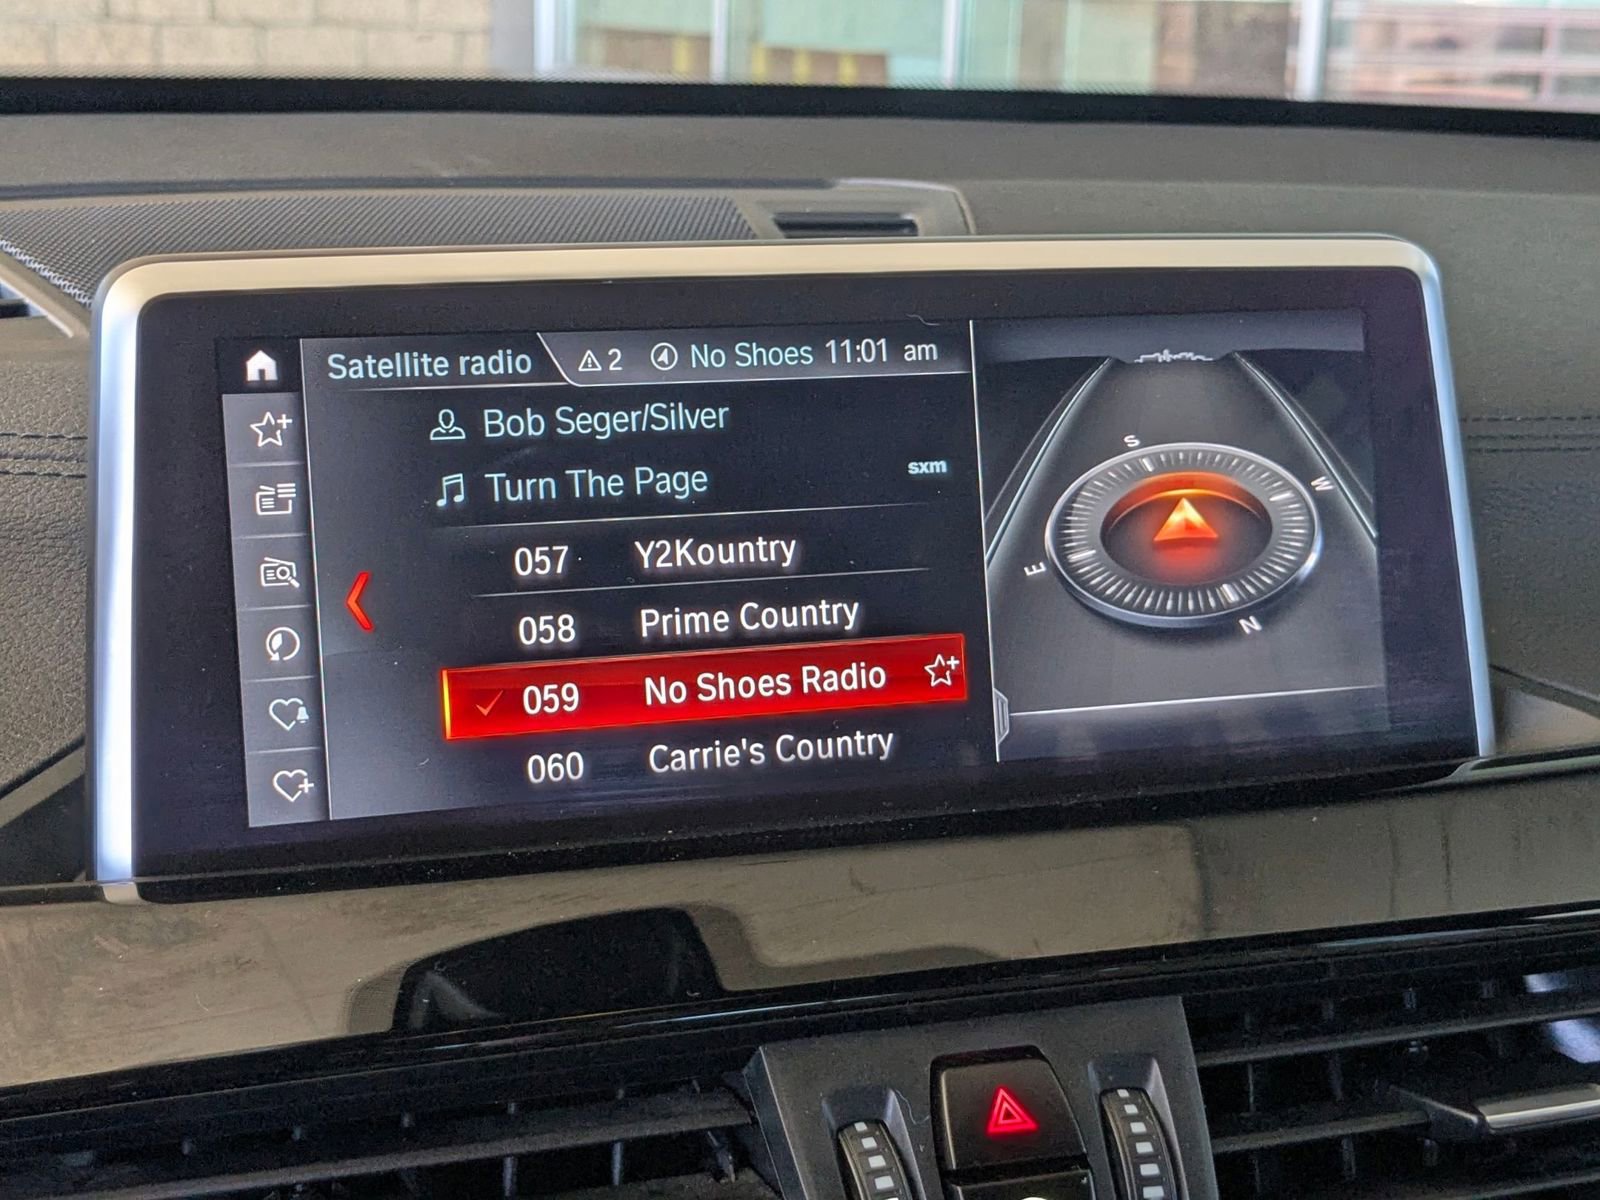 Satellite radio 2 No Shoes 11:01 am
Bob Seger/Silver
Turn The Page sxm
057 Y2Kountry
058 Prime Country
059 No Shoes Radio
060 Carrie's Country
S
W
E
N